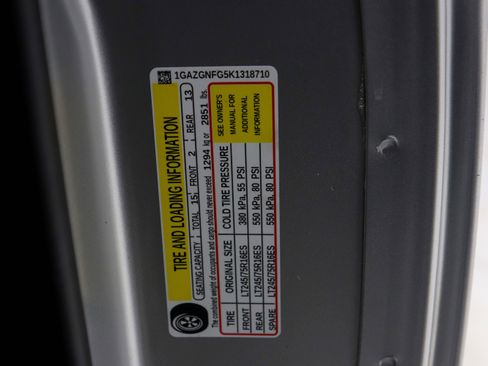 1GAZGNFG5K1318710
TIRE AND LOADING INFORMATION
SEATING CAPACITY TOTAL 15 FRONT 2 REAR 13
The combined weight of occupants and cargo should never exceed 1294 kg or 2851 lbs.
TIRE ORIGINAL SIZE COLD TIRE PRESSURE SEE OWNER'S
MANUAL FOR
ADDITIONAL
INFORMATION
FRONT LT245/75R16ES 380 kPa, 55 PSI
REAR LT245/75R16ES 550 kPa, 80 PSI
SPARE LT245/75R16ES 550 kPa, 80 PSI